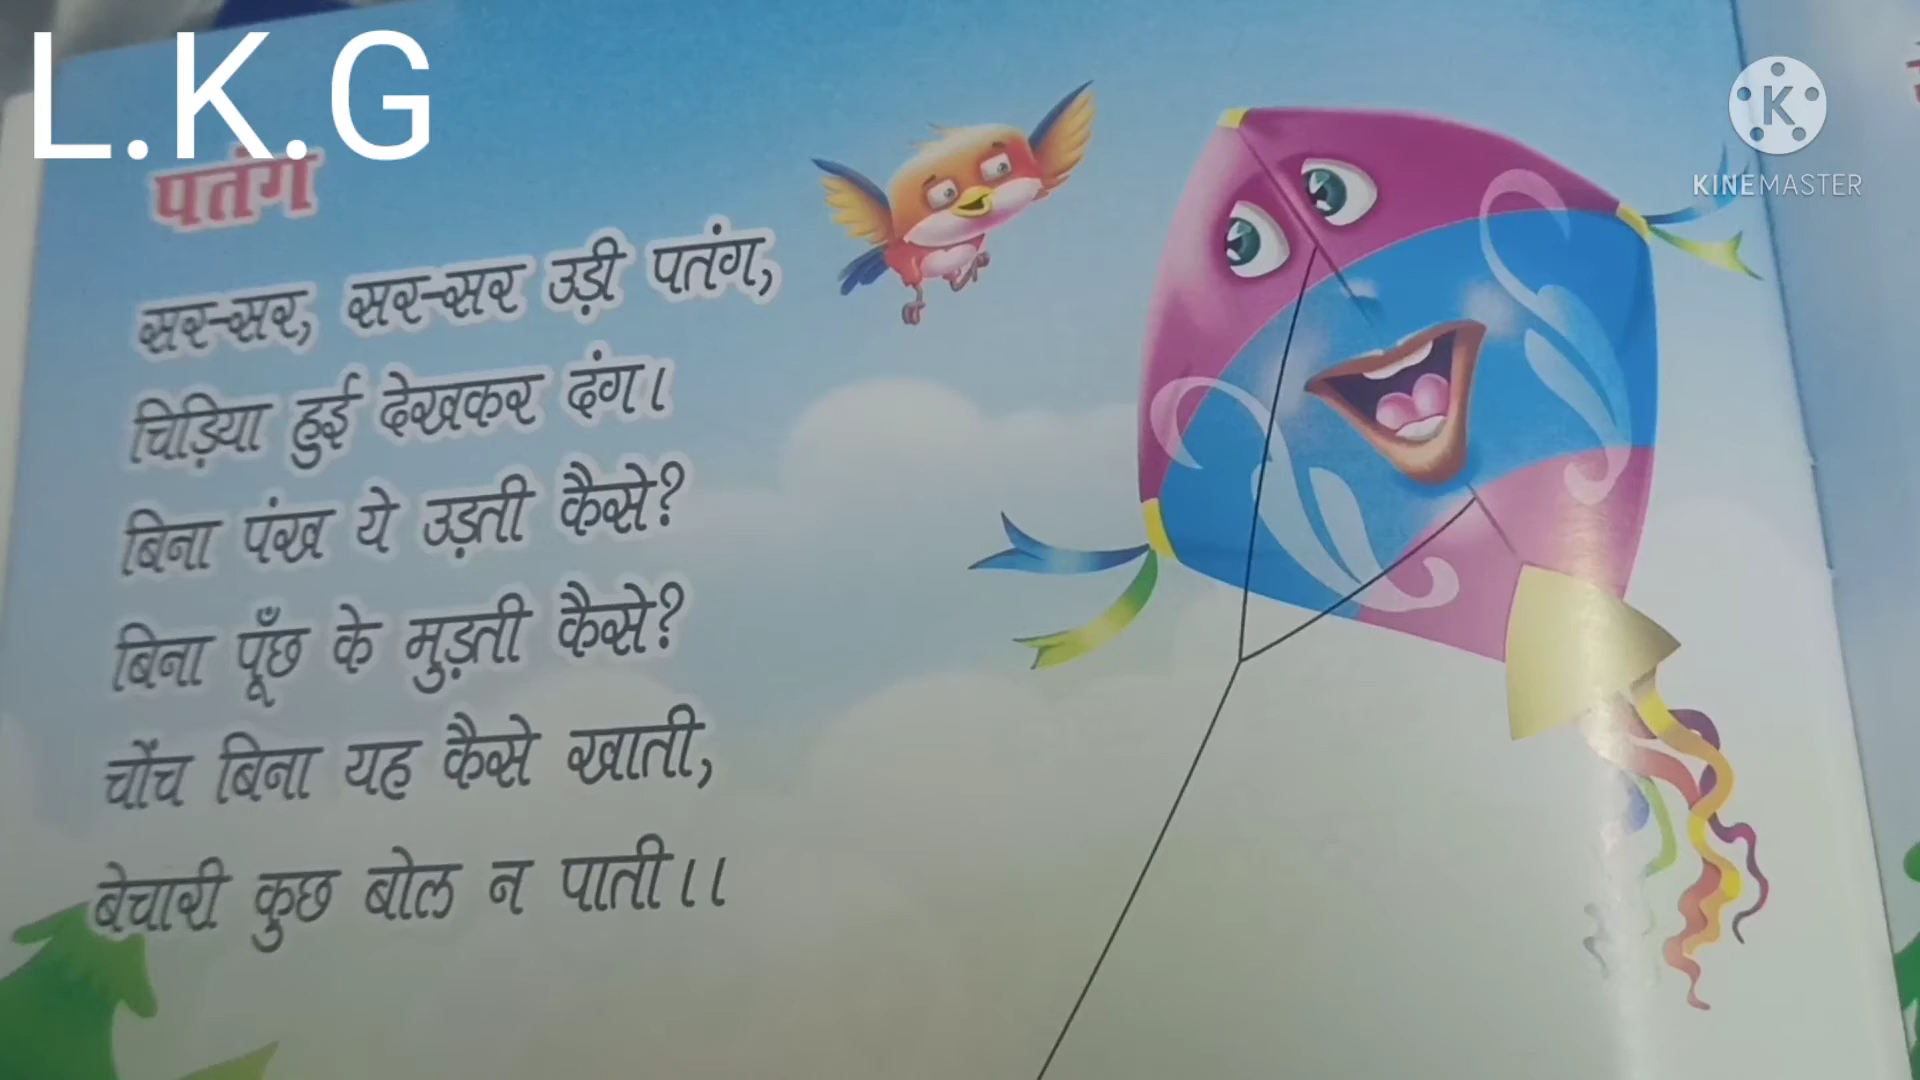 L.K.G
पतंग
सर-सर, सर-सर उड़ी पतंग,
चिड़िया हुई देखकर दंग।
बिना पंख ये उड़ती कैसे?
बिना पूँछ के मुड़ती कैसे?
चोंच बिना यह कैसे खाती,
बेचारी कुछ बोल न पाती।।
K
KINEMASTER